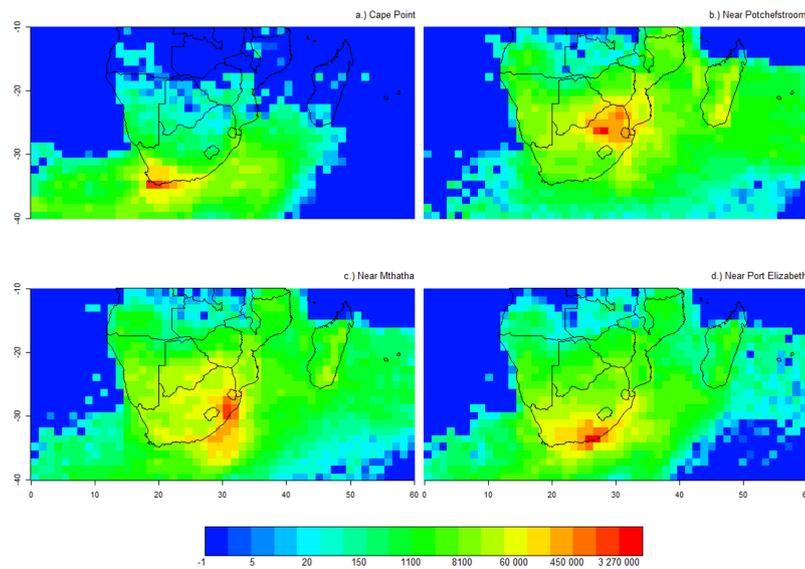 a.) Cape Point
b.) Near Potchefstroom
-10
-20
-30
-40
c.) Near Mthatha
d.) Near Port Elizabeth
-10
-20
-30
-40
0 10 20 30 40 50 60 0 10 20 30 40 50 6
-1 5 20 150 1100 8100 60 000 450 000 3 270 000